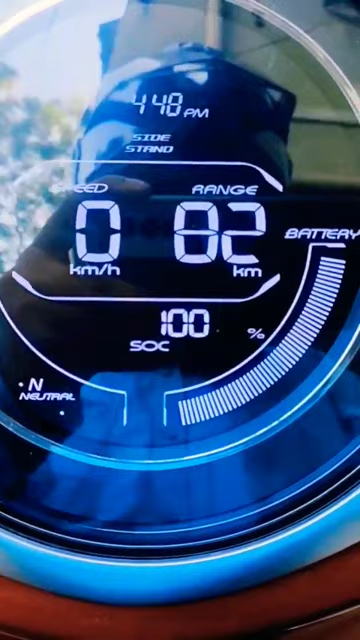 4:48 PM
SIDE
STAND
SPEED
RANGE
0
82
BATTERY
km/h
km
100
%
SOC
N
NEUTRAL